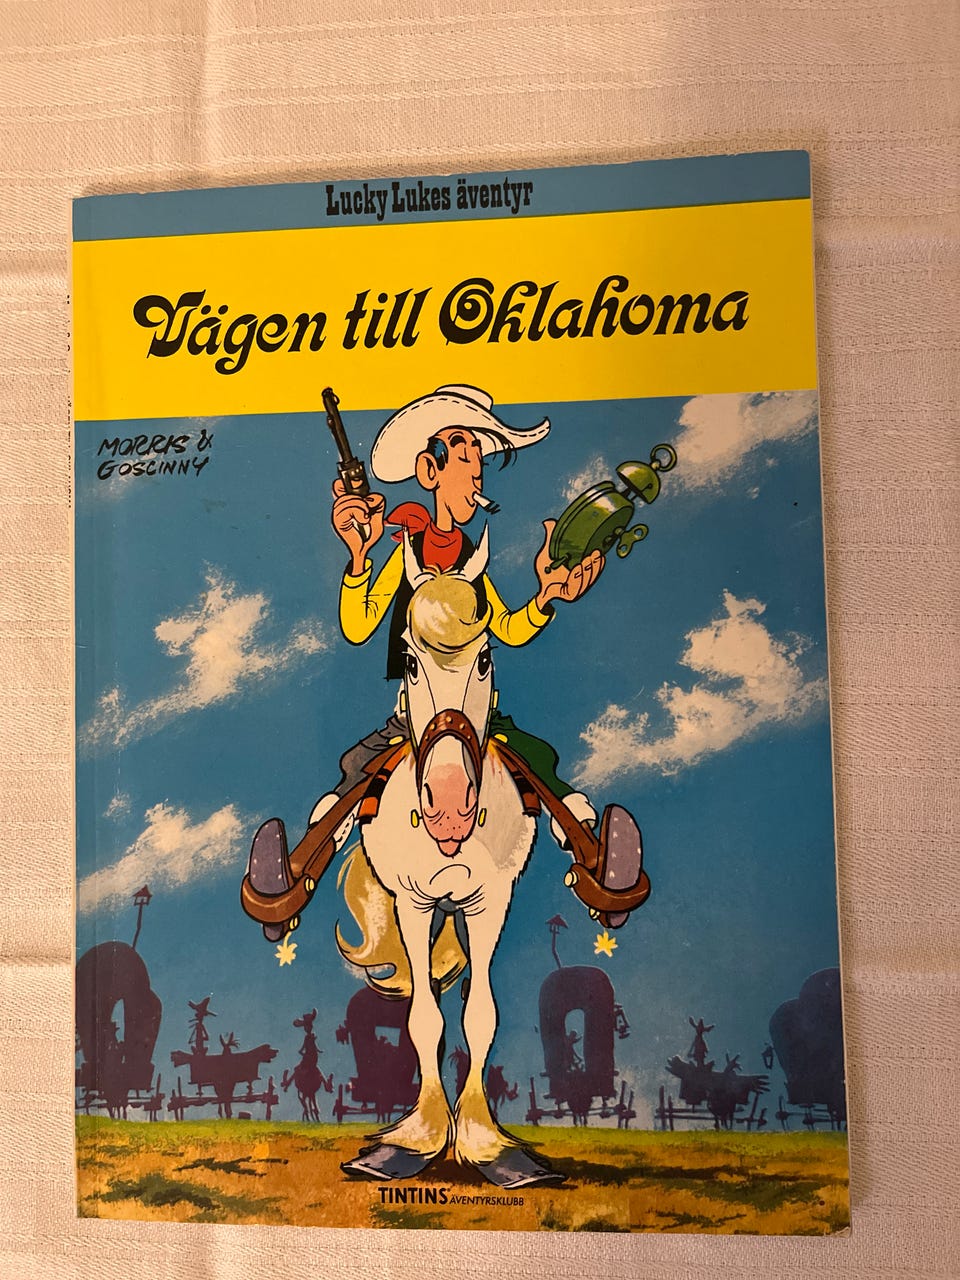 Lucky Lukes äventyr
Vägen till Oklahoma
MORRIS &
GOSCINNY
TINTINS ÄVENTYRSKLUBB